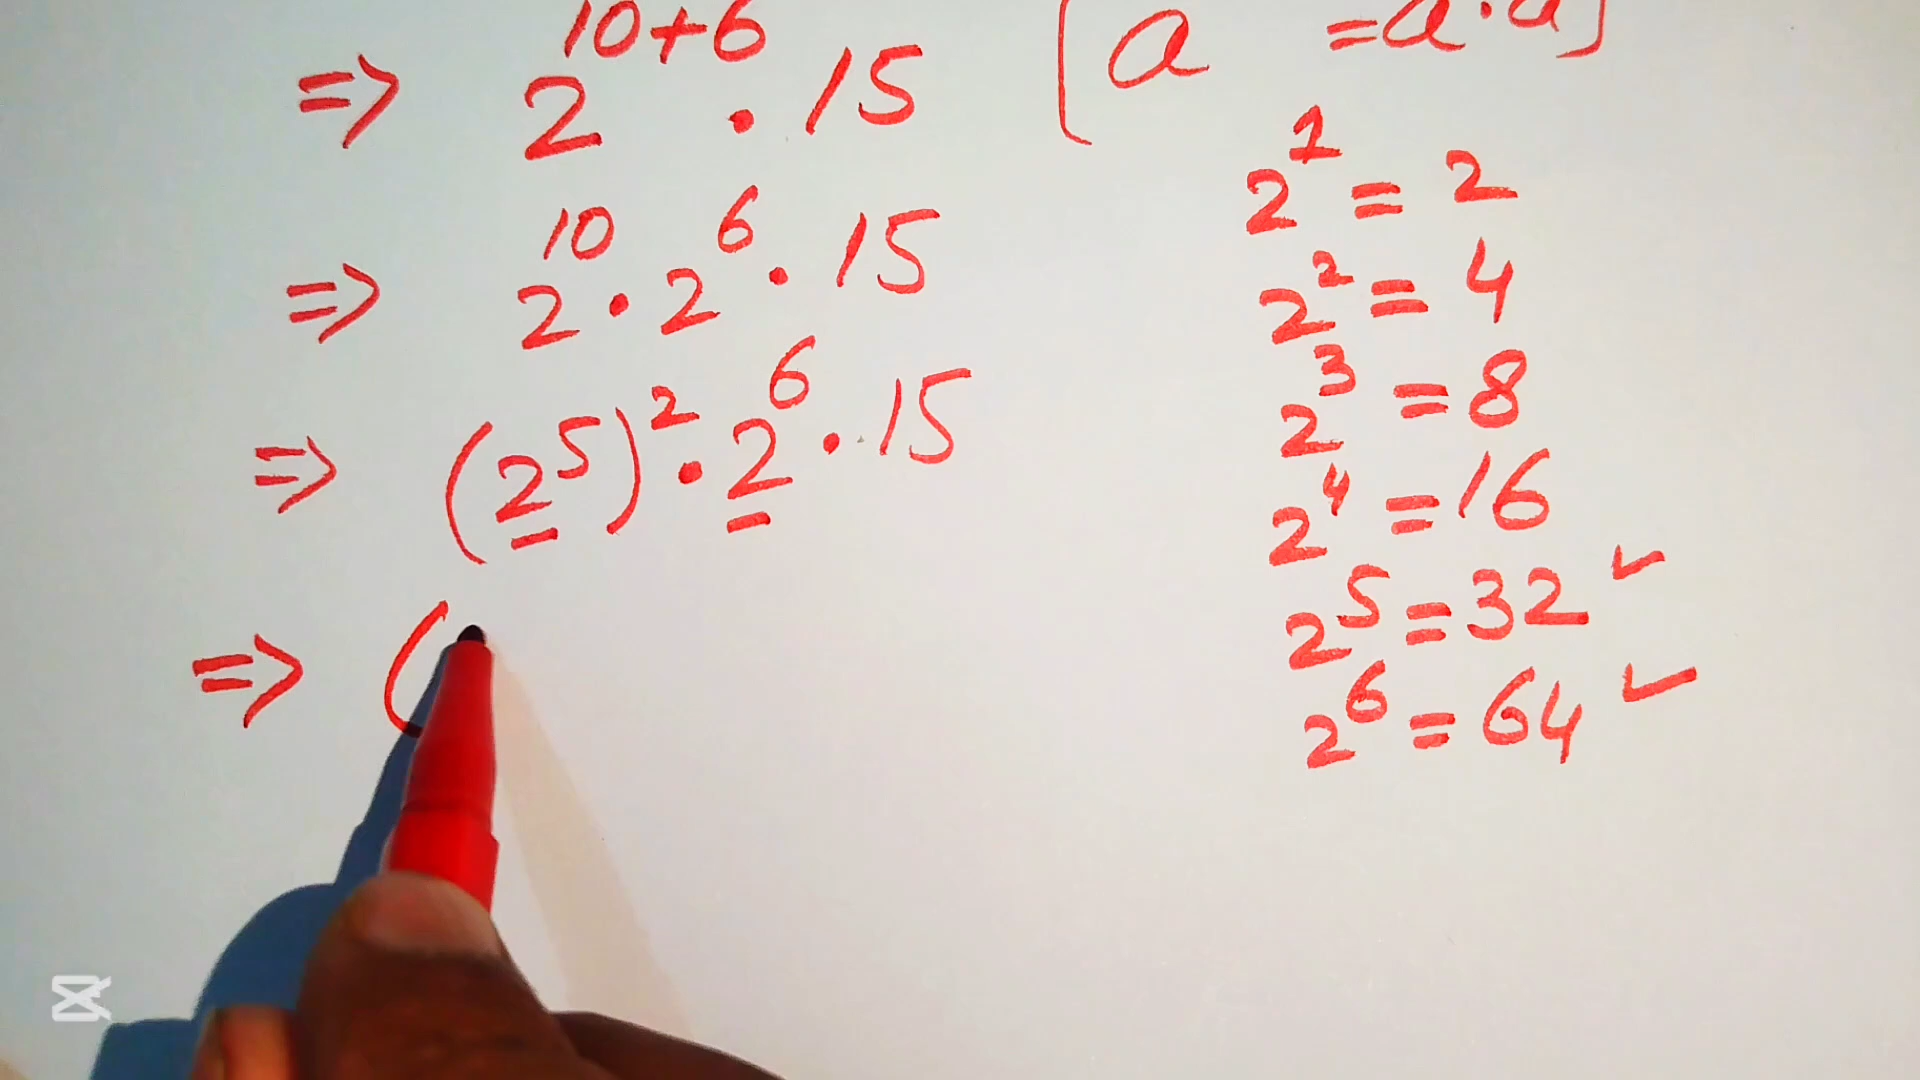 ⇒ 2^{10+6} · 15
⇒ 2^{10} · 2^6 · 15
⇒ (2^5)^2 · 2^6 · 15
⇒ (
[a = a · a]
2^1 = 2
2^2 = 4
2^3 = 8
2^4 = 16
2^5 = 32 ✓
2^6 = 64 ✓